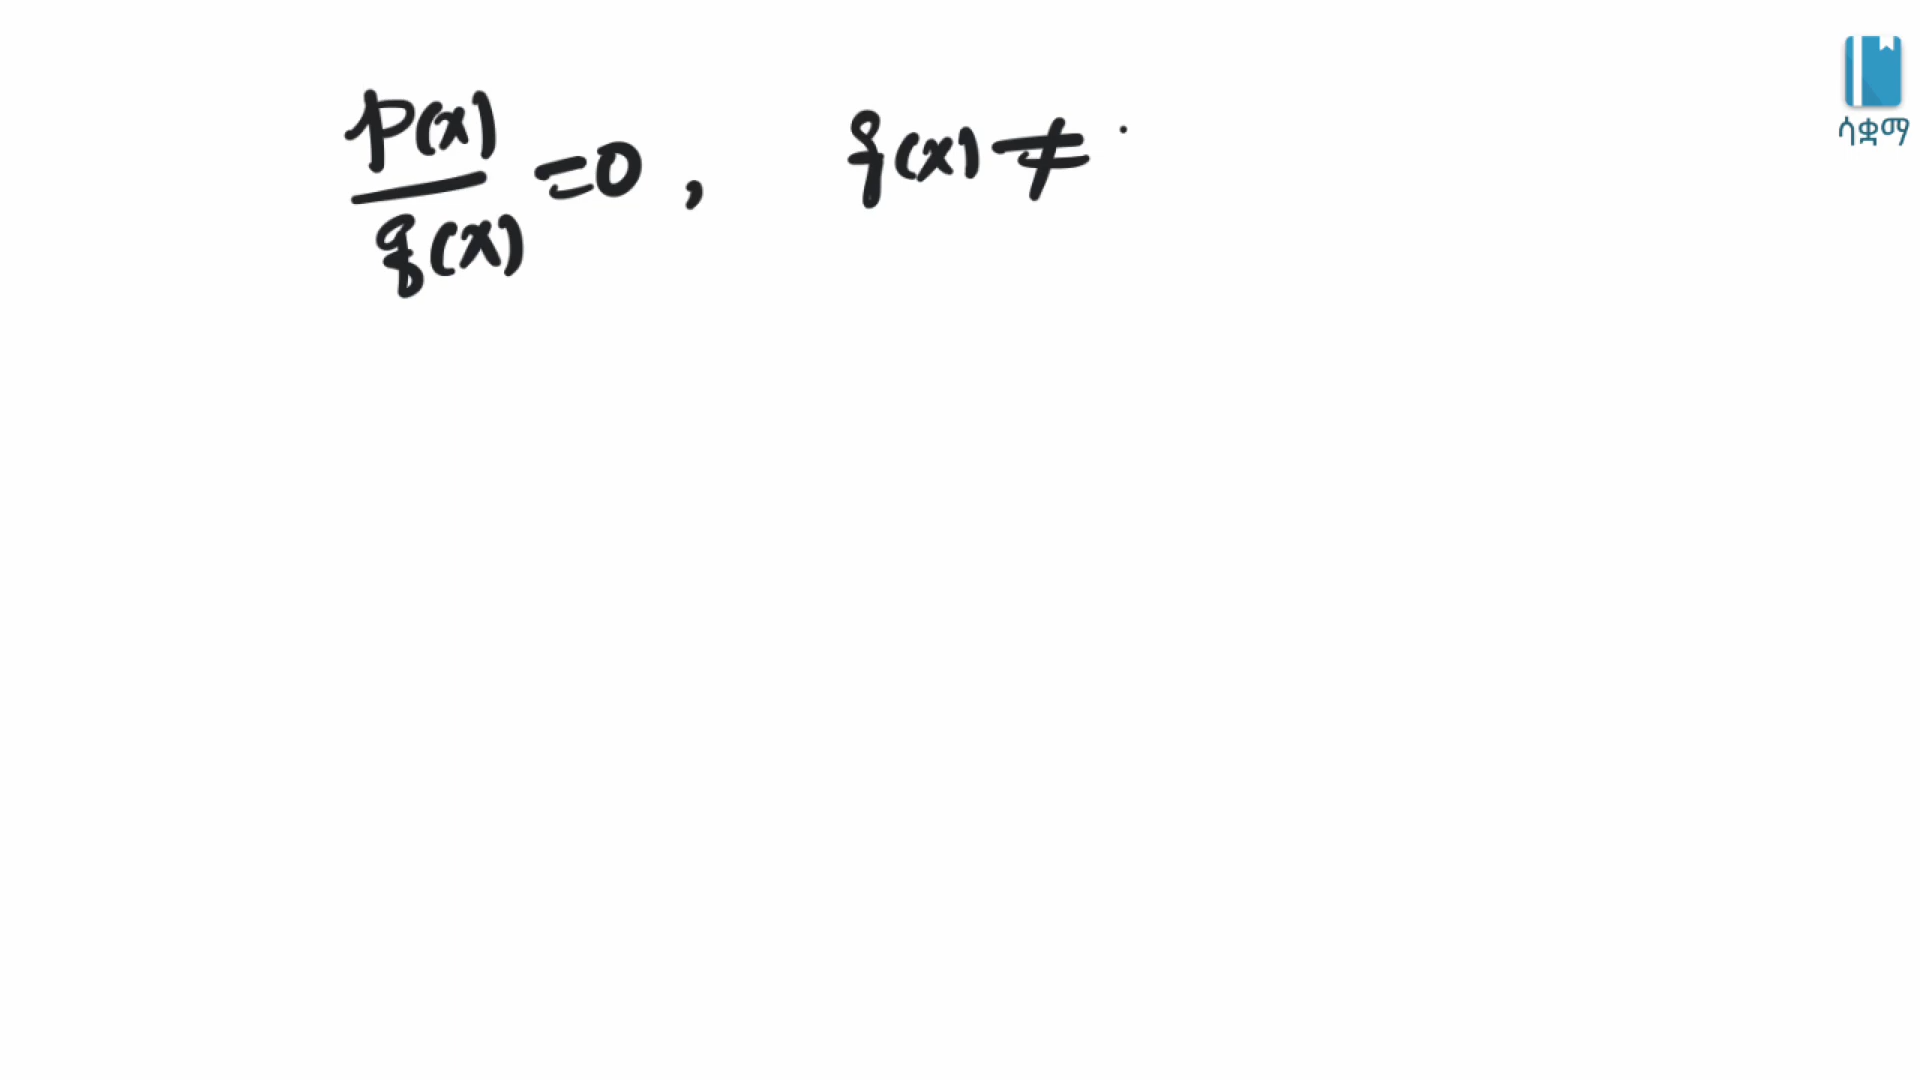 p(x)/q(x) = 0 , q(x) ≠
ሳቋማ